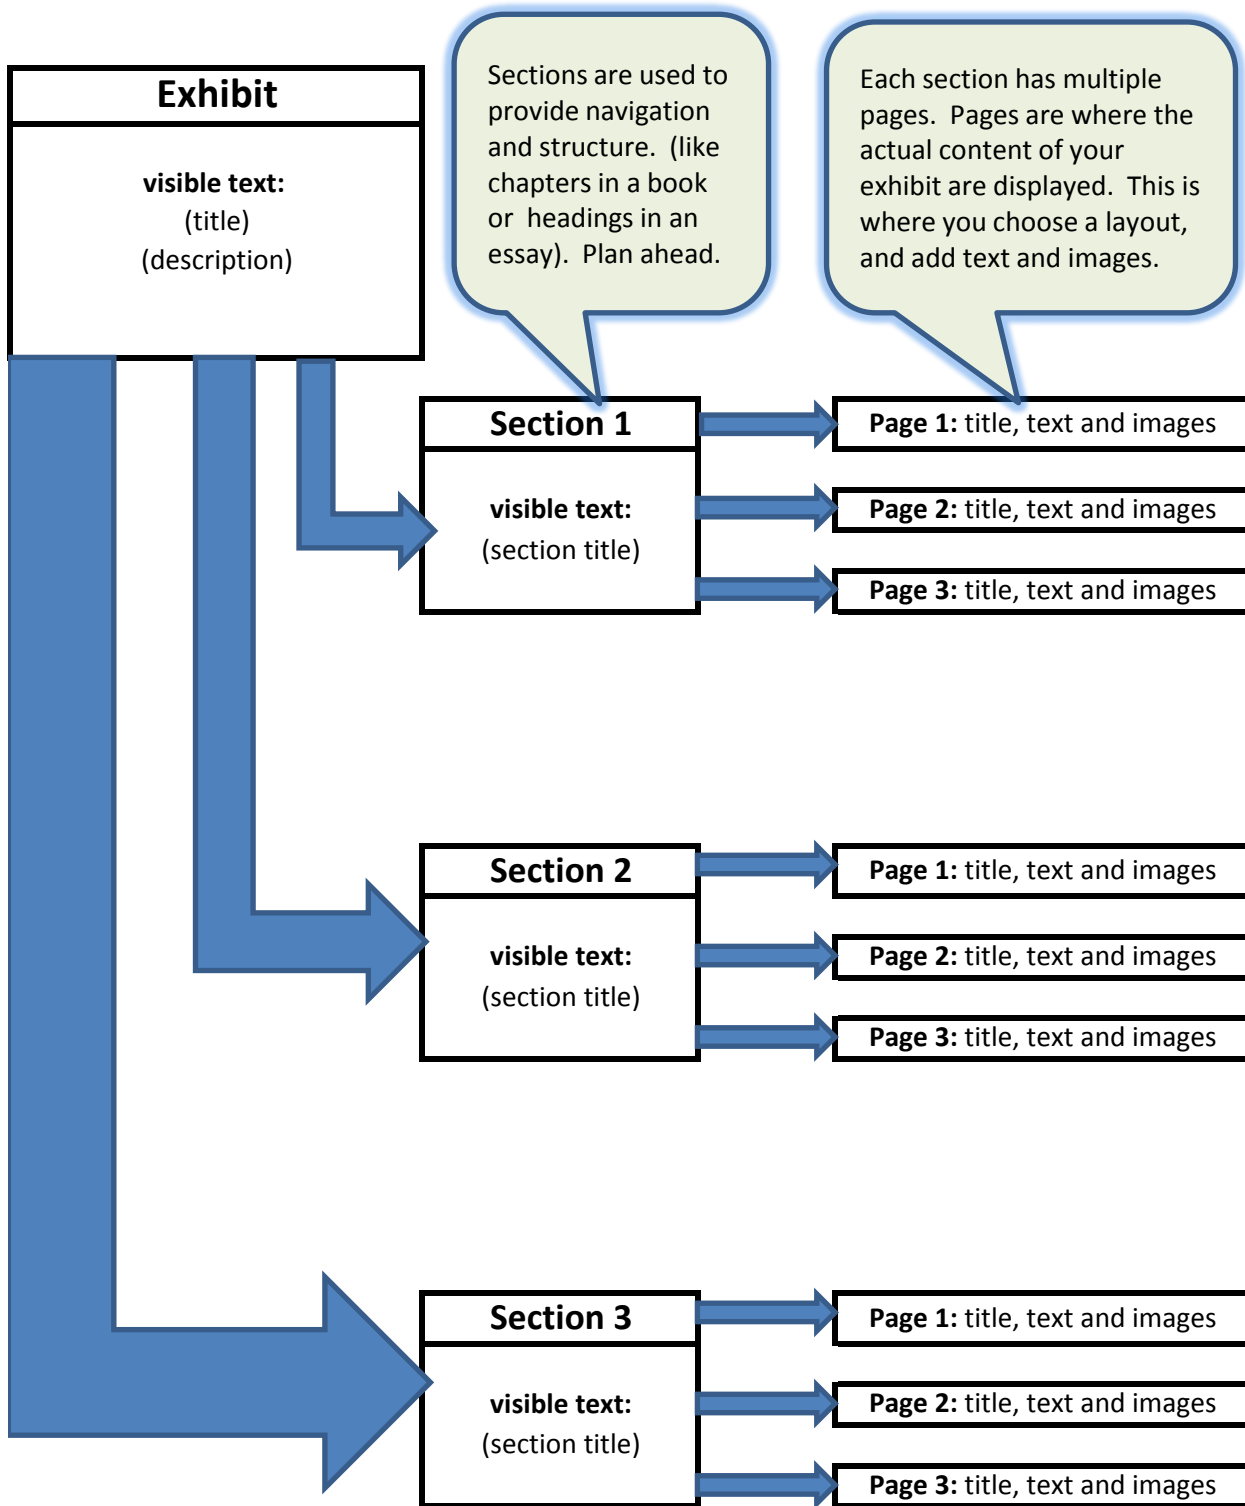 Exhibit
visible text:
(title)
(description)
Sections are used to
provide navigation
and structure.  (like
chapters in a book
or  headings in an
essay).  Plan ahead.
Each section has multiple
pages.  Pages are where the
actual content of your
exhibit are displayed.  This is
where you choose a layout,
and add text and images.
Section 1
visible text:
(section title)
Page 1: title, text and images
Page 2: title, text and images
Page 3: title, text and images
Section 2
visible text:
(section title)
Page 1: title, text and images
Page 2: title, text and images
Page 3: title, text and images
Section 3
visible text:
(section title)
Page 1: title, text and images
Page 2: title, text and images
Page 3: title, text and images